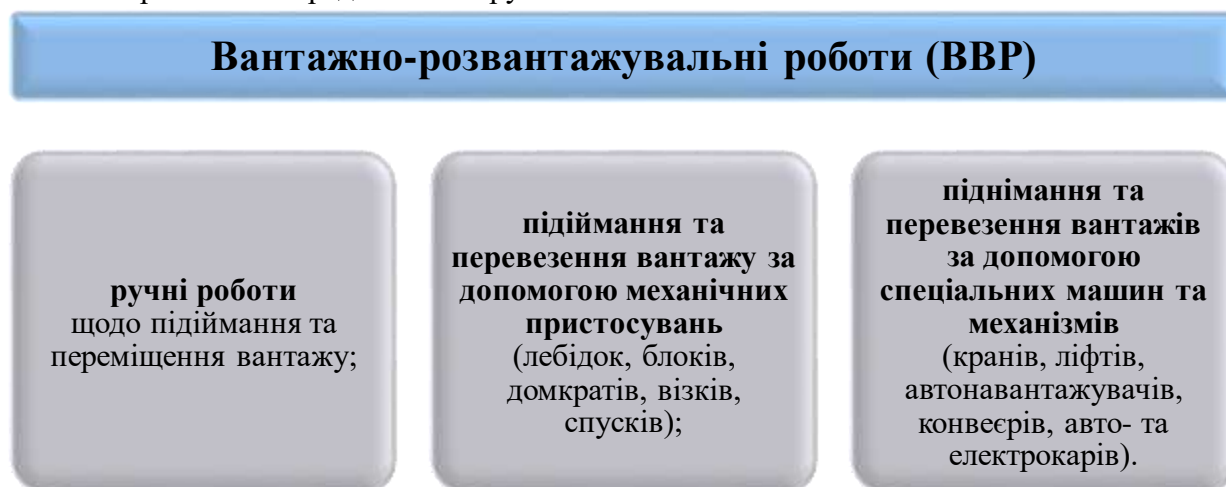 Вантажно-розвантажувальні роботи (ВВР)
ручні роботи
щодо підіймання та
переміщення вантажу;
підіймання та
перевезення вантажу за
допомогою механічних
пристосувань
(лебідок, блоків,
домкратів, візків,
спусків);
піднімання та
перевезення вантажів
за допомогою
спеціальних машин та
механізмів
(кранів, ліфтів,
автонавантажувачів,
конвеєрів, авто- та
електрокарів).